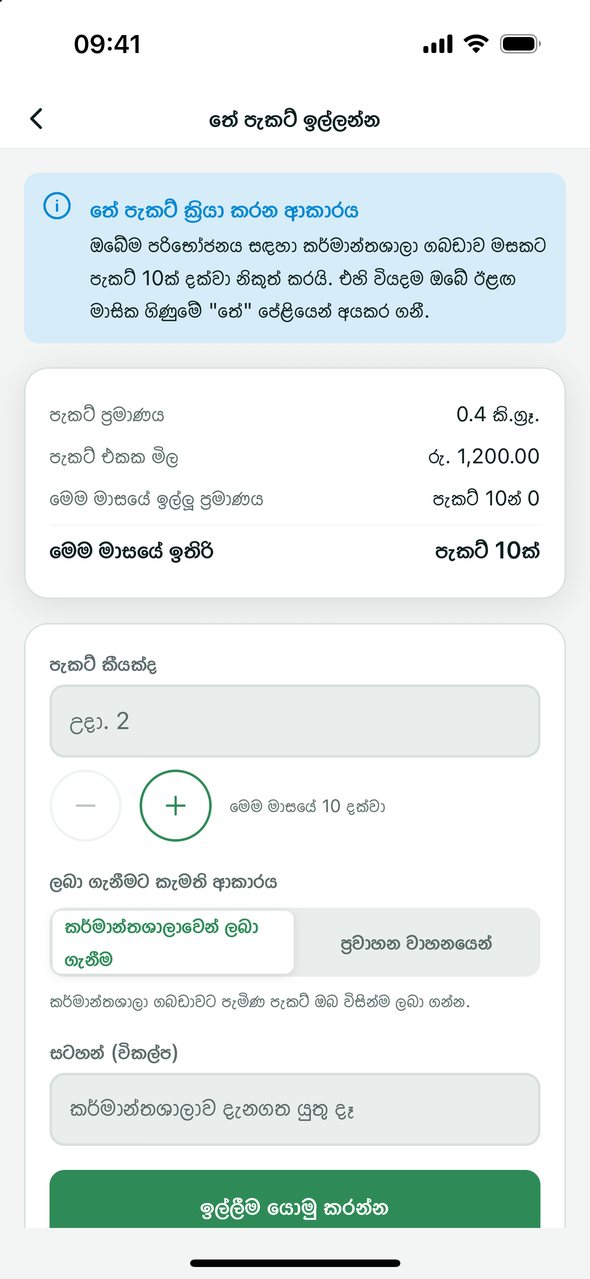 09:41
තේ පැකට් ඉල්ලන්න
තේ පැකට් ක්‍රියා කරන ආකාරය
ඔබේම පරිභෝජනය සඳහා කර්මාන්තශාලා ගබඩාව මසකට
පැකට් 10ක් දක්වා නිකුත් කරයි. එහි වියදම ඔබේ ඊළඟ
මාසික ගිණුමේ "තේ" පේළියෙන් අයකර ගනී.
පැකට් ප්‍රමාණය 0.4 කි.ග්‍රෑ.
පැකට් එකක මිල රු. 1,200.00
මෙම මාසයේ ඉල්ලූ ප්‍රමාණය පැකට් 10න් 0
මෙම මාසයේ ඉතිරි පැකට් 10ක්
පැකට් කීයක්ද
උදා. 2
මෙම මාසයේ 10 දක්වා
ලබා ගැනීමට කැමති ආකාරය
කර්මාන්තශාලාවෙන් ලබා
ගැනීම
ප්‍රවාහන වාහනයෙන්
කර්මාන්තශාලා ගබඩාවට පැමිණ පැකට් ඔබ විසින්ම ලබා ගන්න.
සටහන් (විකල්ප)
කර්මාන්තශාලාව දැනගත යුතු දෑ
ඉල්ලීම යොමු කරන්න